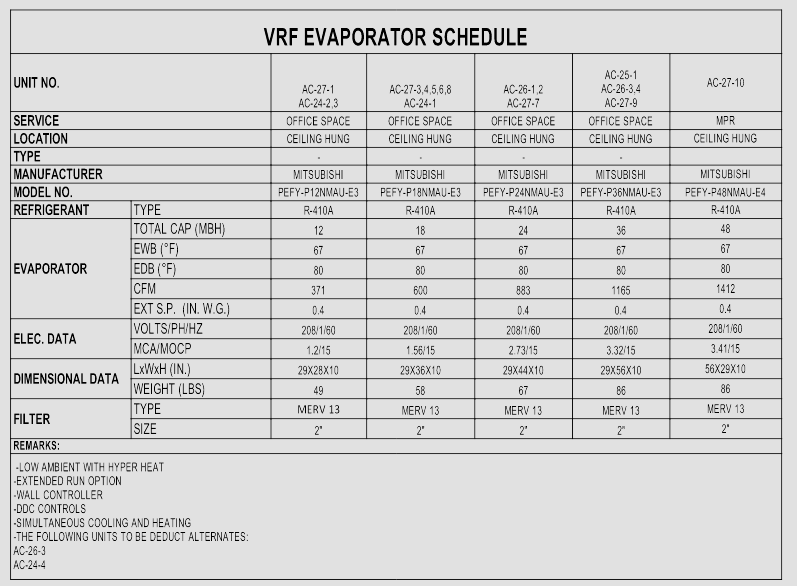 VRF EVAPORATOR SCHEDULE
UNIT NO. AC-27-1 AC-24-2,3 AC-27-3,4,5,6,8 AC-24-1 AC-26-1,2 AC-27-7 AC-25-1 AC-26-3,4 AC-27-9 AC-27-10
SERVICE OFFICE SPACE OFFICE SPACE OFFICE SPACE OFFICE SPACE MPR
LOCATION CEILING HUNG CEILING HUNG CEILING HUNG CEILING HUNG CEILING HUNG
TYPE - - - -
MANUFACTURER MITSUBISHI MITSUBISHI MITSUBISHI MITSUBISHI MITSUBISHI
MODEL NO. PEFY-P12NMAU-E3 PEFY-P18NMAU-E3 PEFY-P24NMAU-E3 PEFY-P36NMAU-E3 PEFY-P48NMAU-E4
REFRIGERANT TYPE R-410A R-410A R-410A R-410A R-410A
EVAPORATOR
TOTAL CAP (MBH) 12 18 24 36 48
EWB (°F) 67 67 67 67 67
EDB (°F) 80 80 80 80 80
CFM 371 600 883 1165 1412
EXT S.P. (IN. W.G.) 0.4 0.4 0.4 0.4 0.4
ELEC. DATA
VOLTS/PH/HZ 208/1/60 208/1/60 208/1/60 208/1/60 208/1/60
MCA/MOCP 1.2/15 1.56/15 2.73/15 3.32/15 3.41/15
DIMENSIONAL DATA
LxWxH (IN.) 29X28X10 29X36X10 29X44X10 29X56X10 56X29X10
WEIGHT (LBS) 49 58 67 86 86
FILTER
TYPE MERV 13 MERV 13 MERV 13 MERV 13 MERV 13
SIZE 2" 2" 2" 2" 2"
REMARKS:
-LOW AMBIENT WITH HYPER HEAT
-EXTENDED RUN OPTION
-WALL CONTROLLER
-DDC CONTROLS
-SIMULTANEOUS COOLING AND HEATING
-THE FOLLOWING UNITS TO BE DEDUCT ALTERNATES:
AC-26-3
AC-24-4